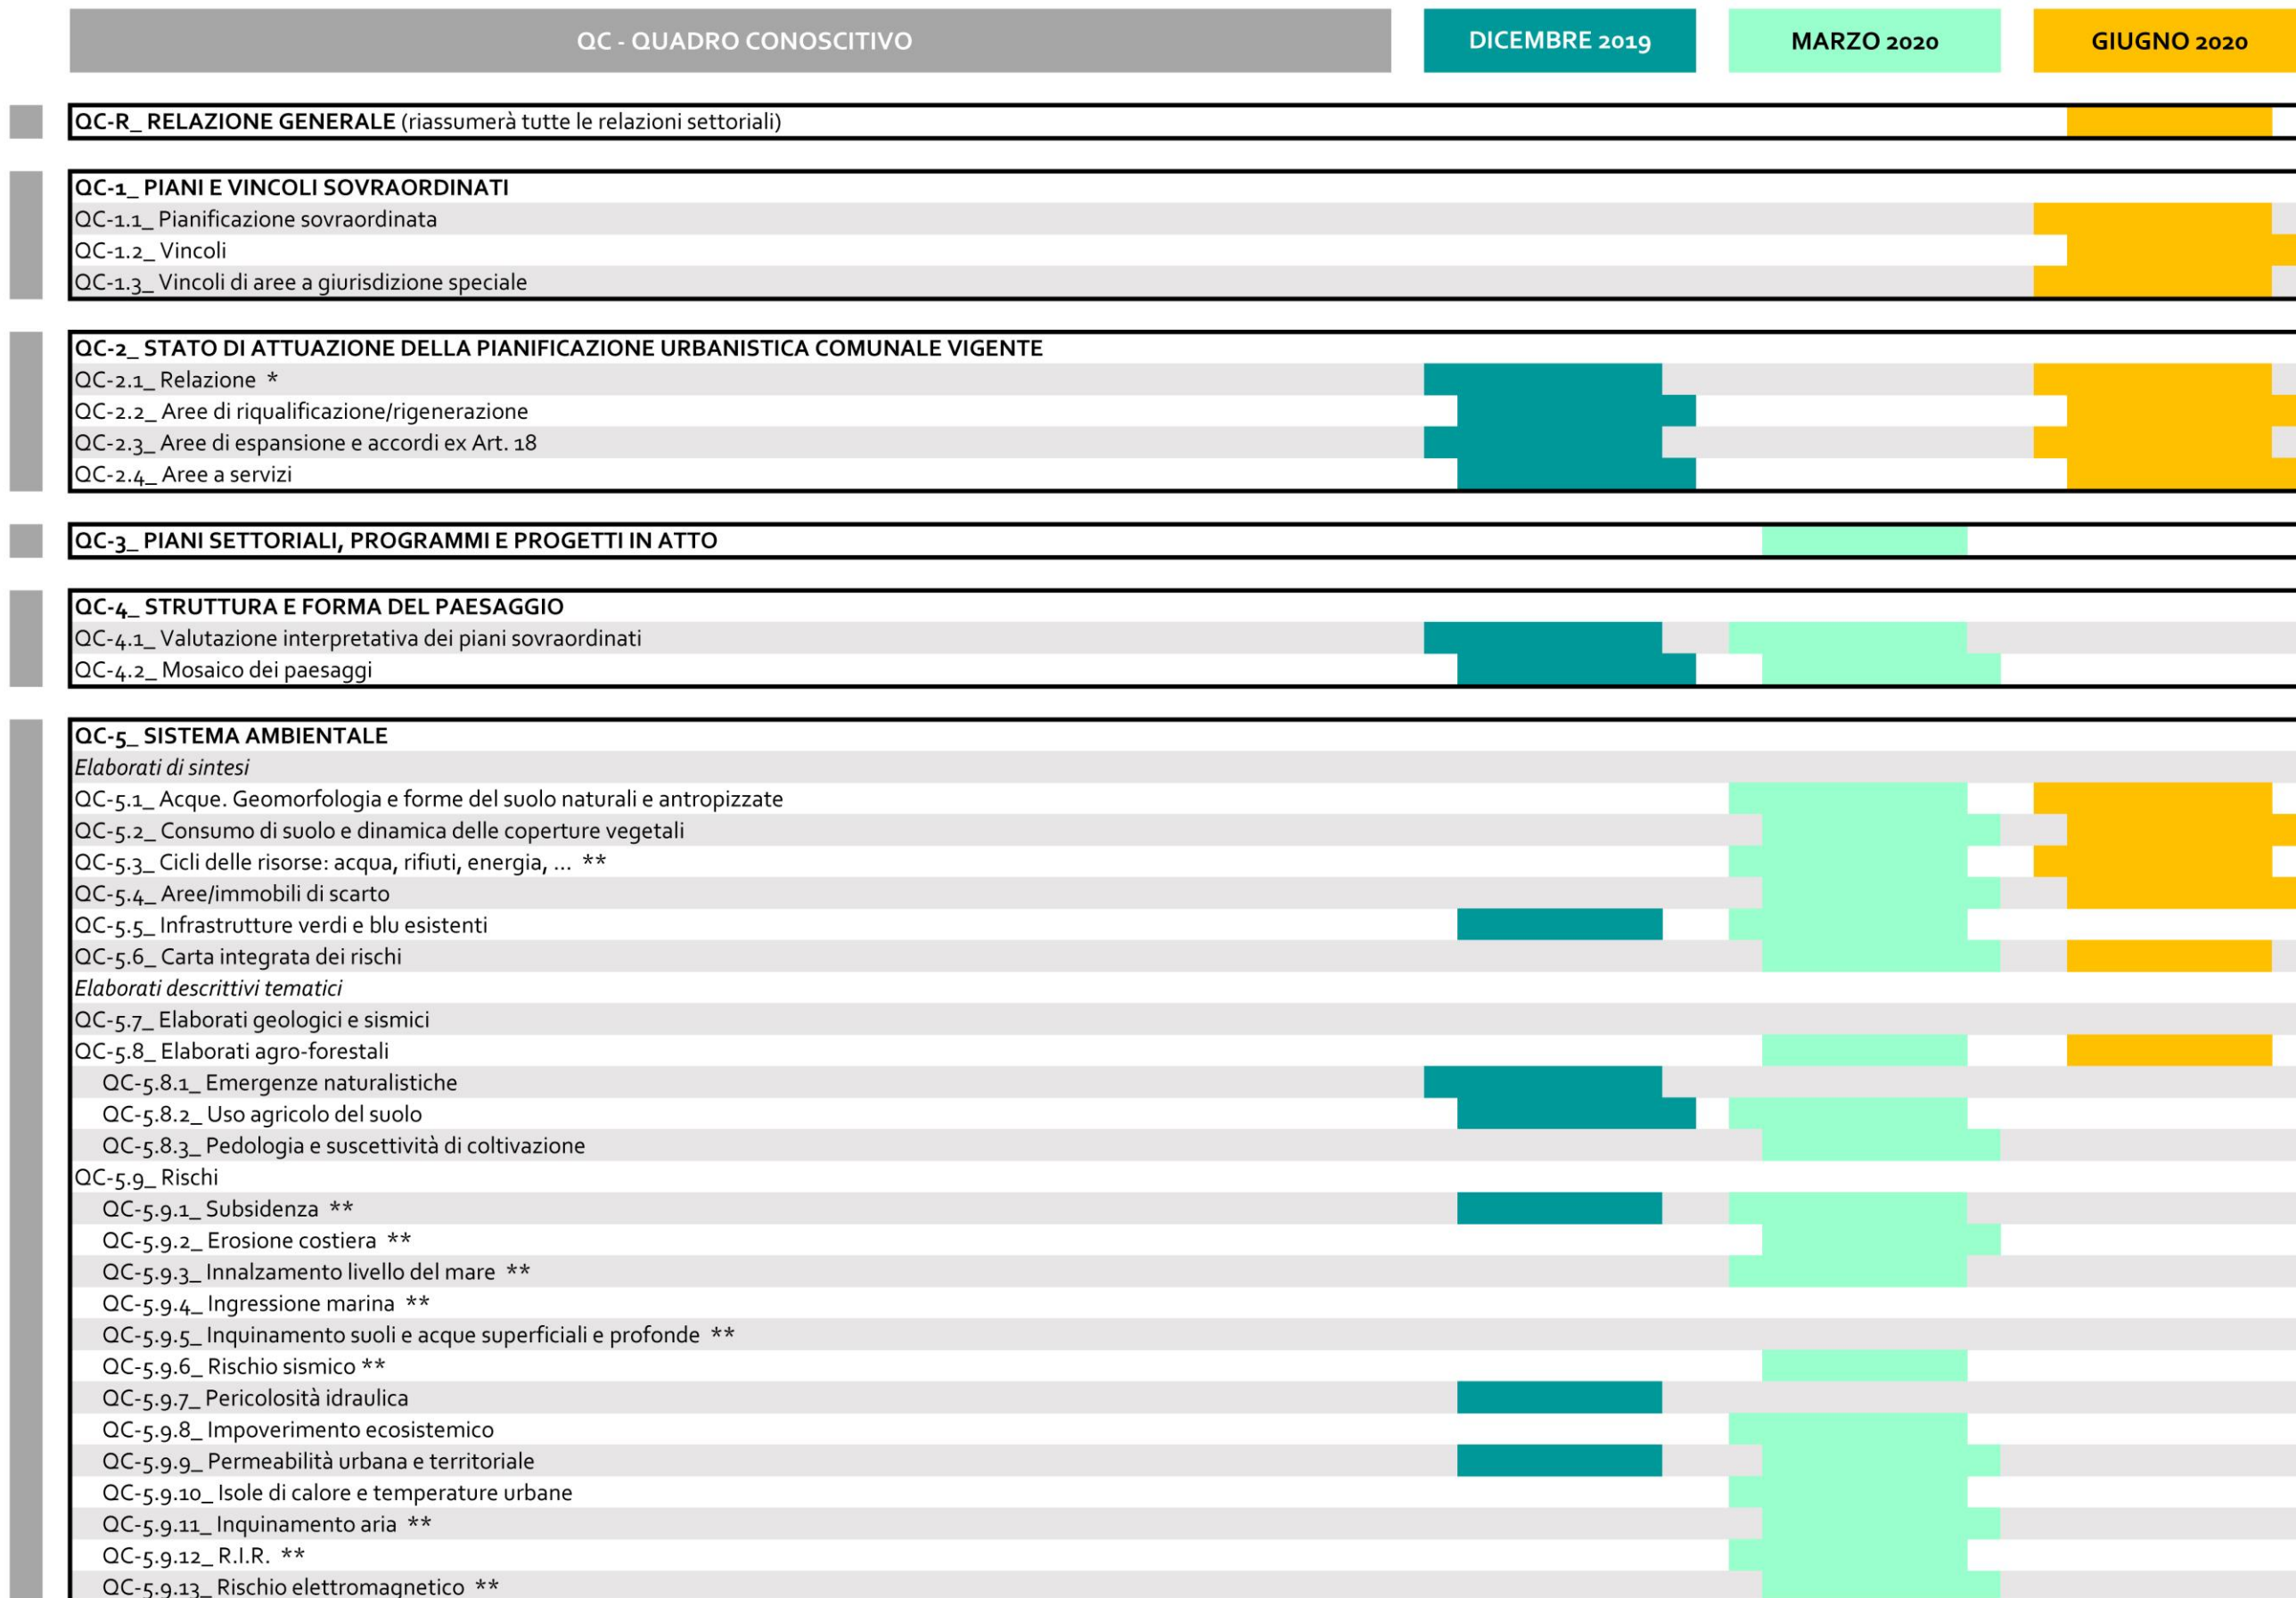 QC - QUADRO CONOSCITIVO DICEMBRE 2019 MARZO 2020 GIUGNO 2020
QC-R_ RELAZIONE GENERALE (riassumerà tutte le relazioni settoriali)
QC-1_ PIANI E VINCOLI SOVRAORDINATI
QC-1.1_ Pianificazione sovraordinata
QC-1.2_ Vincoli
QC-1.3_ Vincoli di aree a giurisdizione speciale
QC-2_ STATO DI ATTUAZIONE DELLA PIANIFICAZIONE URBANISTICA COMUNALE VIGENTE
QC-2.1_ Relazione *
QC-2.2_ Aree di riqualificazione/rigenerazione
QC-2.3_ Aree di espansione e accordi ex Art. 18
QC-2.4_ Aree a servizi
QC-3_ PIANI SETTORIALI, PROGRAMMI E PROGETTI IN ATTO
QC-4_ STRUTTURA E FORMA DEL PAESAGGIO
QC-4.1_ Valutazione interpretativa dei piani sovraordinati
QC-4.2_ Mosaico dei paesaggi
QC-5_ SISTEMA AMBIENTALE
Elaborati di sintesi
QC-5.1_ Acque. Geomorfologia e forme del suolo naturali e antropizzate
QC-5.2_ Consumo di suolo e dinamica delle coperture vegetali
QC-5.3_ Cicli delle risorse: acqua, rifiuti, energia, ... **
QC-5.4_ Aree/immobili di scarto
QC-5.5_ Infrastrutture verdi e blu esistenti
QC-5.6_ Carta integrata dei rischi
Elaborati descrittivi tematici
QC-5.7_ Elaborati geologici e sismici
QC-5.8_ Elaborati agro-forestali
QC-5.8.1_ Emergenze naturalistiche
QC-5.8.2_ Uso agricolo del suolo
QC-5.8.3_ Pedologia e suscettività di coltivazione
QC-5.9_ Rischi
QC-5.9.1_ Subsidenza **
QC-5.9.2_ Erosione costiera **
QC-5.9.3_ Innalzamento livello del mare **
QC-5.9.4_ Ingressione marina **
QC-5.9.5_ Inquinamento suoli e acque superficiali e profonde **
QC-5.9.6_ Rischio sismico **
QC-5.9.7_ Pericolosità idraulica
QC-5.9.8_ Impoverimento ecosistemico
QC-5.9.9_ Permeabilità urbana e territoriale
QC-5.9.10_ Isole di calore e temperature urbane
QC-5.9.11_ Inquinamento aria **
QC-5.9.12_ R.I.R. **
QC-5.9.13_ Rischio elettromagnetico **